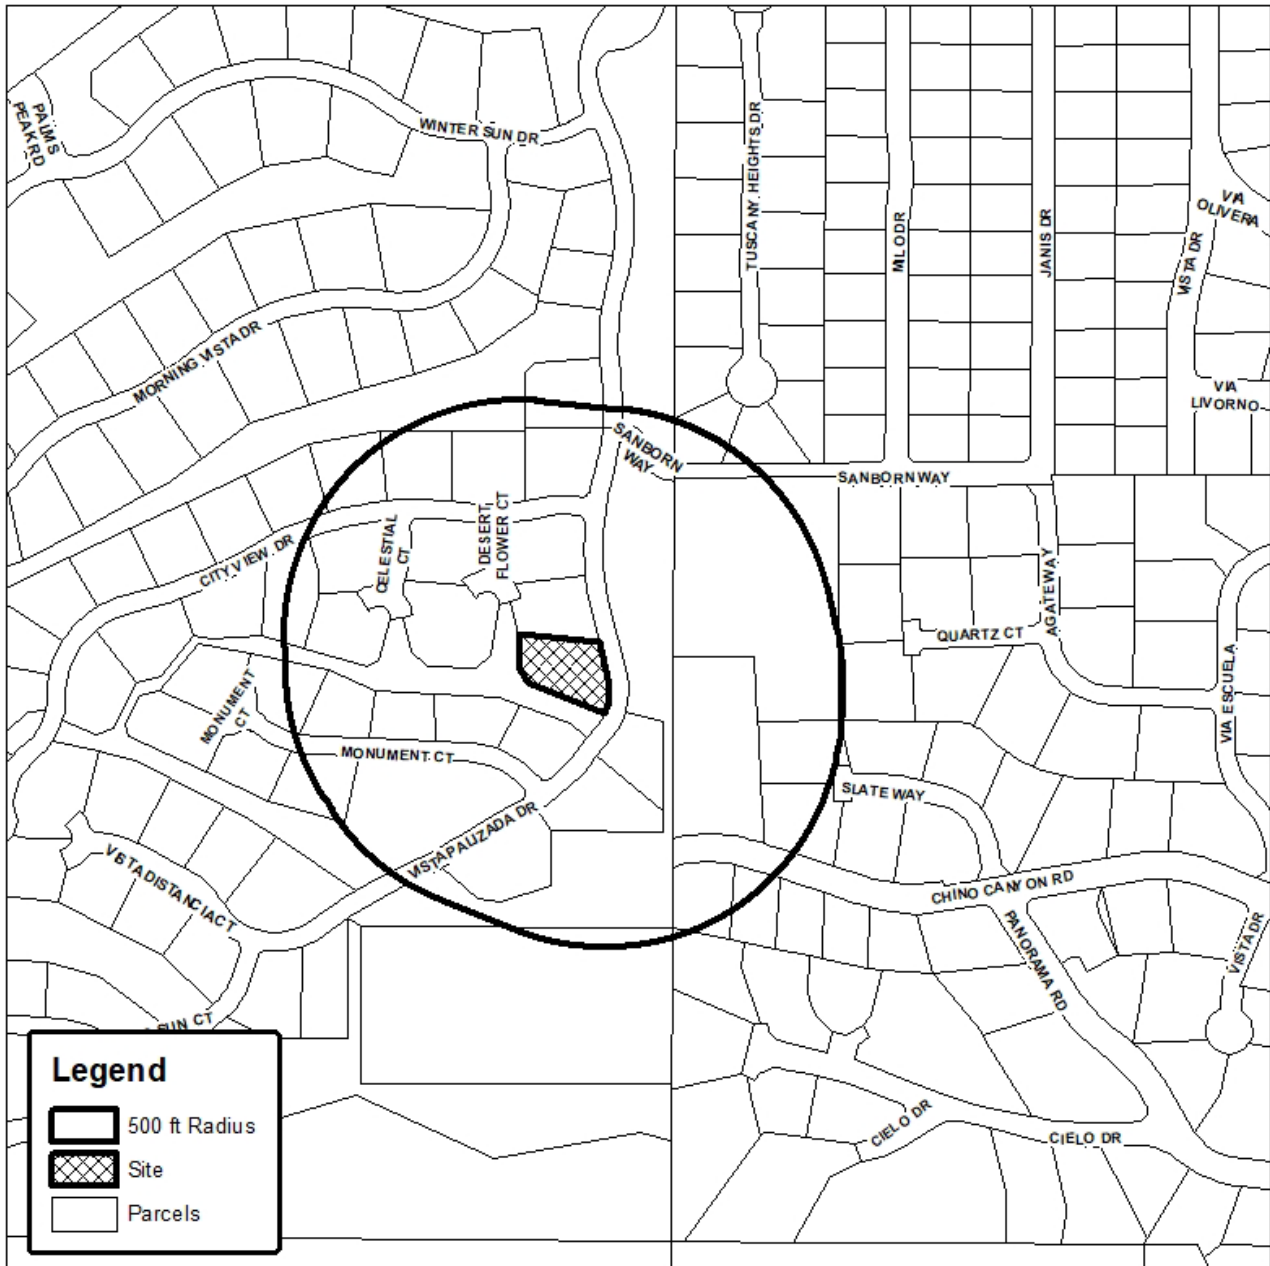 PALMS
PEAK RD
WINTER SUN DR
TUSCANY HEIGHTS DR
MILO DR
JANIS DR
VISTA DR
VIA
OLIVERA
MORNING VISTA DR
VIA
LIVORNO
SANBORN
WAY
SANBORN WAY
CITY VIEW DR
CELESTIAL
CT
DESERT
FLOWER CT
AGATE WAY
QUARTZ CT
VIA ESCUELA
MONUMENT
CT
MONUMENT CT
SLATE WAY
VISTA PALIZADA DR
VISTA DISTANCIA CT
CHINO CANYON RD
PANORAMA RD
VISTA DR
SUN CT
CIELO DR
CIELO DR
Legend
500 ft Radius
Site
Parcels